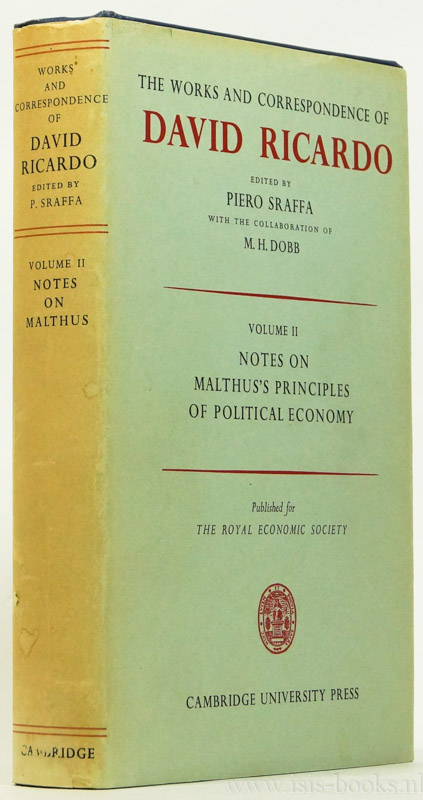 WORKS
AND
CORRESPONDENCE
OF
DAVID
RICARDO
EDITED BY
P. SRAFFA
VOLUME II
NOTES
ON
MALTHUS
CAMBRIDGE
THE WORKS AND CORRESPONDENCE OF
DAVID RICARDO
EDITED BY
PIERO SRAFFA
WITH THE COLLABORATION OF
M. H. DOBB
VOLUME II
NOTES ON
MALTHUS'S PRINCIPLES
OF POLITICAL ECONOMY
Published for
THE ROYAL ECONOMIC SOCIETY
CAMBRIDGE UNIVERSITY PRESS
www.isis-books.nl